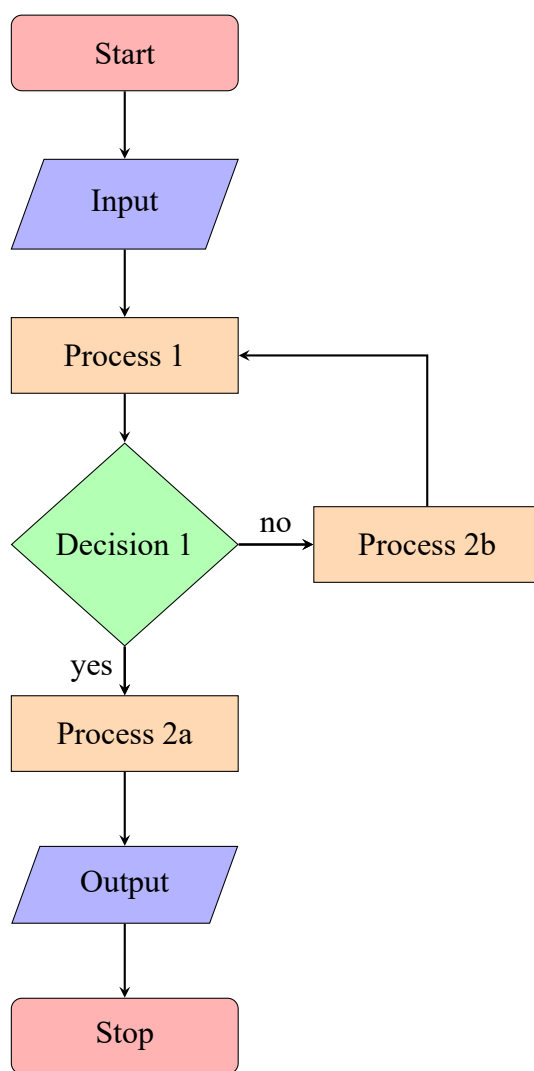 Start
Input
Process 1
Decision 1
no
Process 2b
yes
Process 2a
Output
Stop